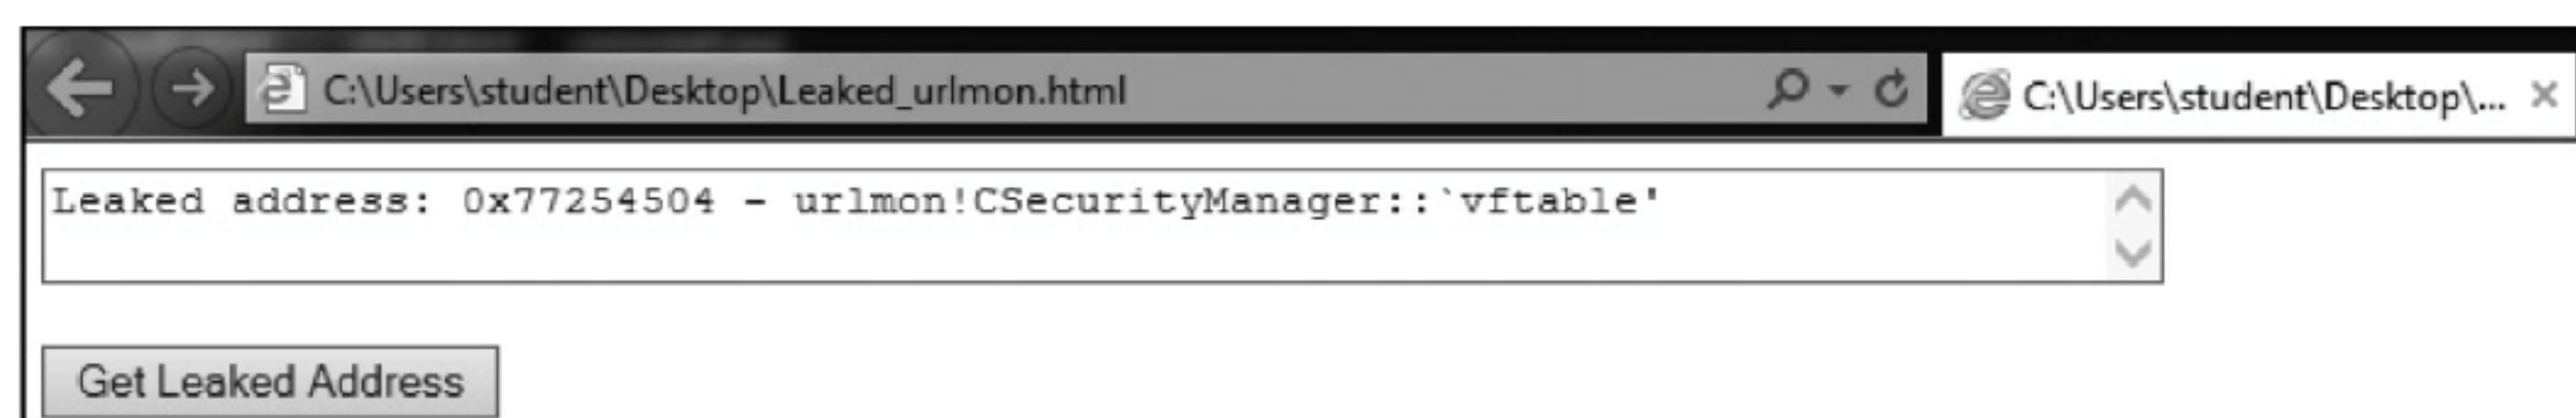 C:\Users\student\Desktop\Leaked_urlmon.html
C:\Users\student\Desktop\...
Leaked address: 0x77254504 - urlmon!CSecurityManager::`vftable'
Get Leaked Address